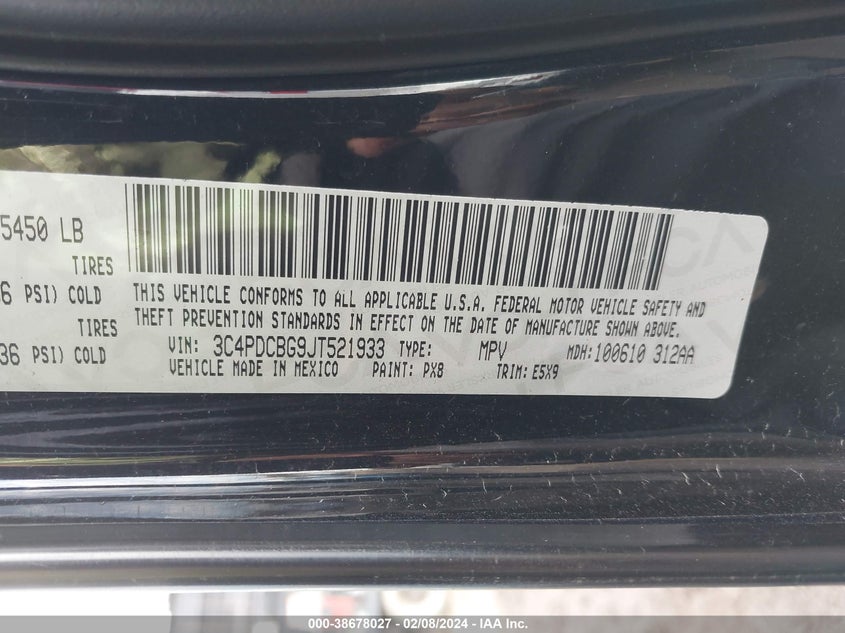 5450 LB
TIRES
6 PSI) COLD
TIRES
36 PSI) COLD
THIS VEHICLE CONFORMS TO ALL APPLICABLE U.S.A. FEDERAL MOTOR VEHICLE SAFETY AND
THEFT PREVENTION STANDARDS IN EFFECT ON THE DATE OF MANUFACTURE SHOWN ABOVE.
VIN: 3C4PDCBG9JT521933 TYPE: MPV MDH:100610 312AA
VEHICLE MADE IN MEXICO PAINT: PX8 TRIM: E5X9
000-38678027 - 02/08/2024 - IAA Inc.